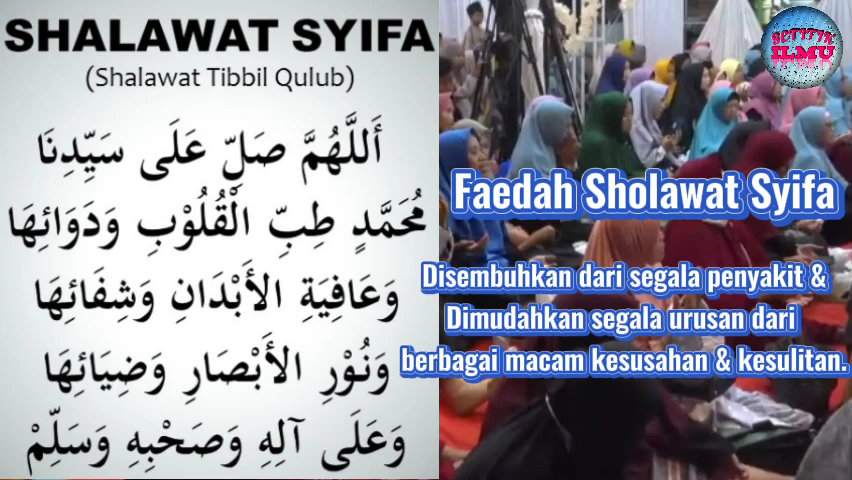 SHALAWAT SYIFA
(Shalawat Tibbil Qulub)
أَللَّهُمَّ صَلِّ عَلَى سَيِّدِنَا
مُحَمَّدٍ طِبِّ الْقُلُوْبِ وَدَوَائِهَا
وَعَافِيَةِ الأَبْدَانِ وَشِفَائِهَا
وَنُوْرِ الأَبْصَارِ وَضِيَائِهَا
وَعَلَى آلِهِ وَصَحْبِهِ وَسَلِّمْ
SETITIK
ILMU
Faedah Sholawat Syifa
Disembuhkan dari segala penyakit &
Dimudahkan segala urusan dari
berbagai macam kesusahan & kesulitan.